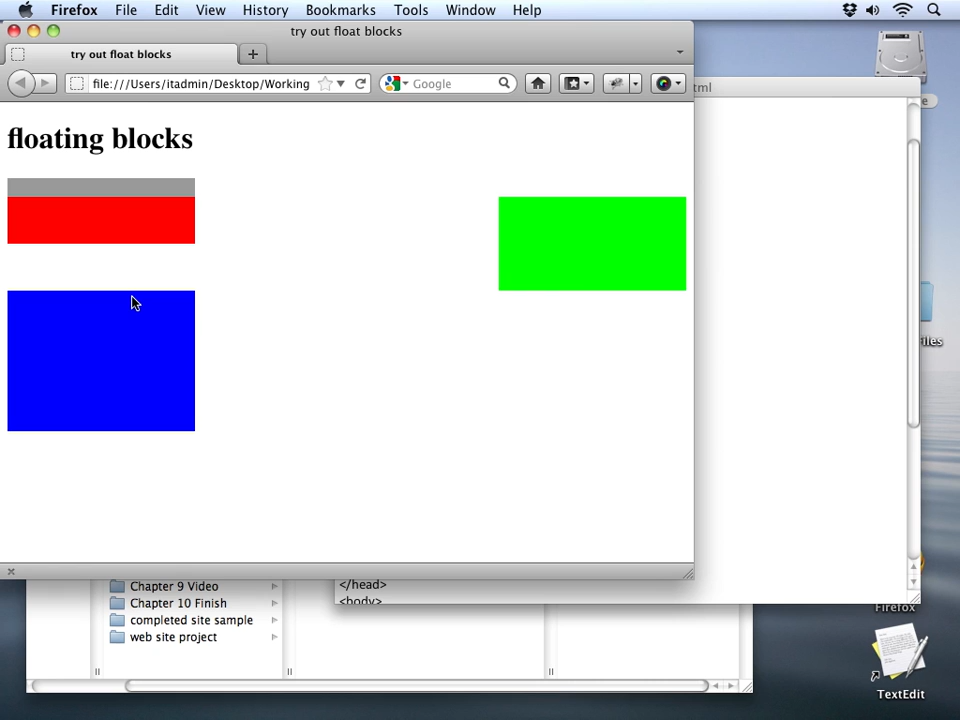 Firefox File Edit View History Bookmarks Tools Window Help
try out float blocks
try out float blocks
file:///Users/itadmin/Desktop/Working
Google
tml
floating blocks
iles
</head>
<body>
Chapter 9 Video
Chapter 10 Finish
completed site sample
web site project
Firefox
TextEdit